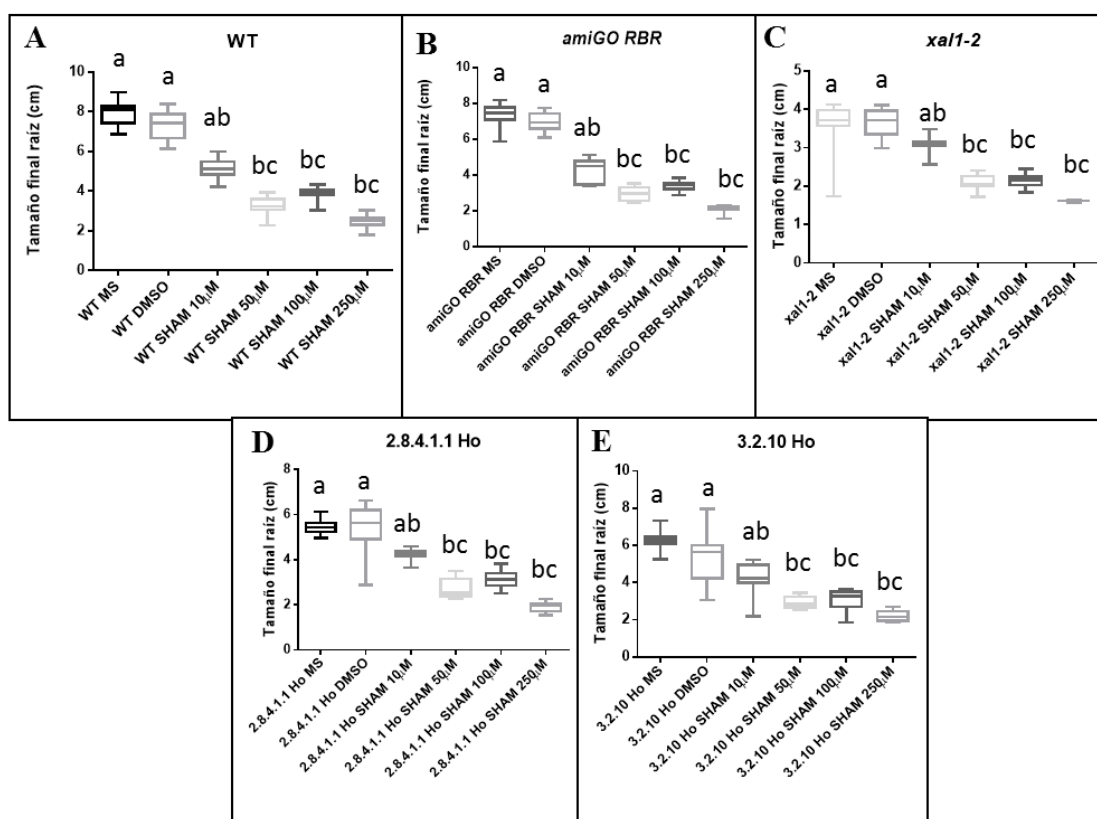 A
WT
Tamaño final raíz (cm)
10
8
6
4
2
0
a
a
ab
bc
bc
bc
WT MS
WT DMSO
WT SHAM 10µM
WT SHAM 50µM
WT SHAM 100µM
WT SHAM 250µM
B
amiGO RBR
Tamaño final raíz (cm)
10
8
6
4
2
0
a
a
ab
bc
bc
bc
amiGO RBR MS
amiGO RBR DMSO
amiGO RBR SHAM 10µM
amiGO RBR SHAM 50µM
amiGO RBR SHAM 100µM
amiGO RBR SHAM 250µM
C
xal1-2
Tamaño final raíz (cm)
5
4
3
2
1
0
a
a
ab
bc
bc
bc
xal1-2 MS
xal1-2 DMSO
xal1-2 SHAM 10µM
xal1-2 SHAM 50µM
xal1-2 SHAM 100µM
xal1-2 SHAM 250µM
D
2.8.4.1.1 Ho
Tamaño final raíz (cm)
8
6
4
2
0
a
a
ab
bc
bc
bc
2.8.4.1.1 Ho MS
2.8.4.1.1 Ho DMSO
2.8.4.1.1 Ho SHAM 10µM
2.8.4.1.1 Ho SHAM 50µM
2.8.4.1.1 Ho SHAM 100µM
2.8.4.1.1 Ho SHAM 250µM
E
3.2.10 Ho
Tamaño final raíz (cm)
10
8
6
4
2
0
a
a
ab
bc
bc
bc
3.2.10 Ho MS
3.2.10 Ho DMSO
3.2.10 Ho SHAM 10µM
3.2.10 Ho SHAM 50µM
3.2.10 Ho SHAM 100µM
3.2.10 Ho SHAM 250µM